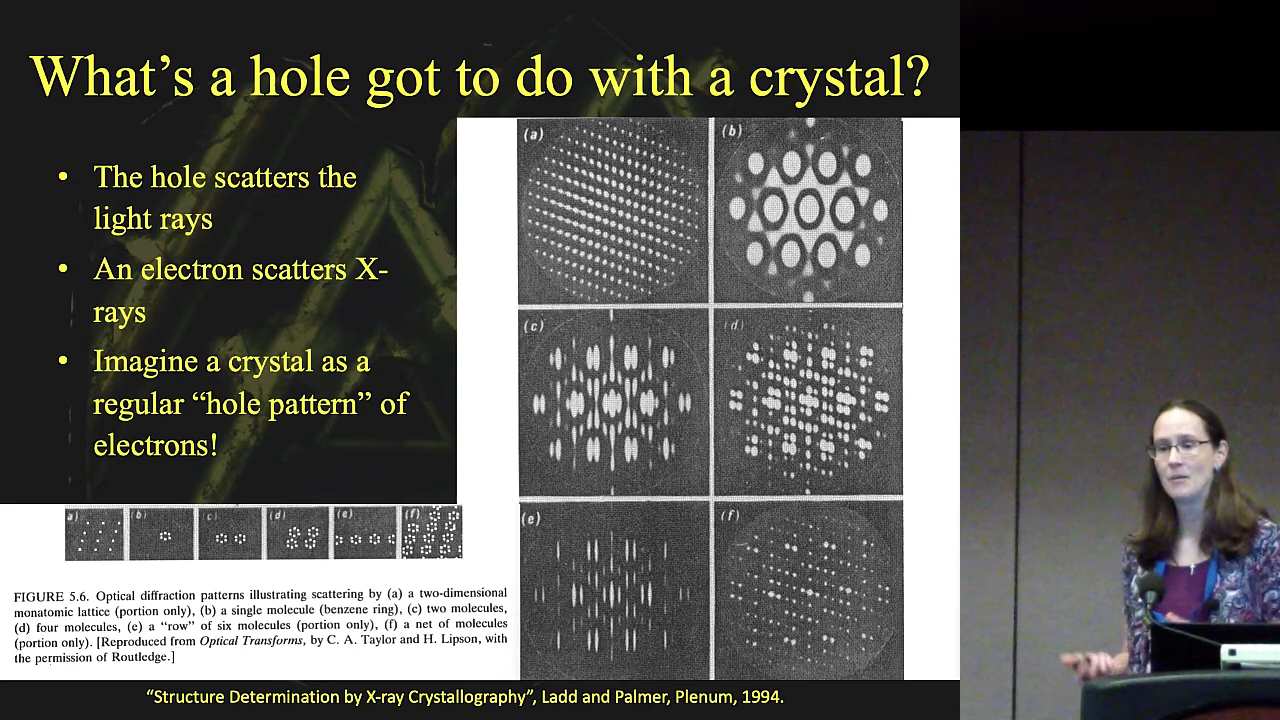 What's a hole got to do with a crystal?
• The hole scatters the
light rays
• An electron scatters X-
rays
• Imagine a crystal as a
regular “hole pattern” of
electrons!
(a)
(b)
(c)
(d)
(e)
(f)
a)
(b)
(c)
(d)
(e)
(f)
FIGURE 5.6. Optical diffraction patterns illustrating scattering by (a) a two-dimensional
monatomic lattice (portion only), (b) a single molecule (benzene ring), (c) two molecules,
(d) four molecules, (e) a “row” of six molecules (portion only), (f) a net of molecules
(portion only). [Reproduced from Optical Transforms, by C. A. Taylor and H. Lipson, with
the permission of Routledge.]
“Structure Determination by X-ray Crystallography”, Ladd and Palmer, Plenum, 1994.